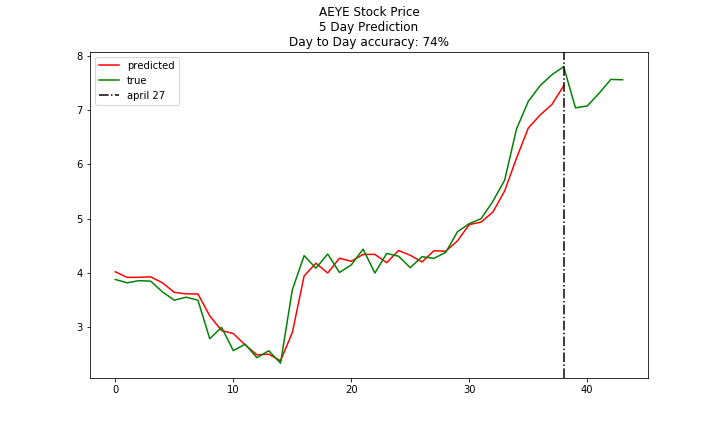 AEYE Stock Price
5 Day Prediction
Day to Day accuracy: 74%
predicted
true
april 27
8
7
6
5
4
3
0 10 20 30 40